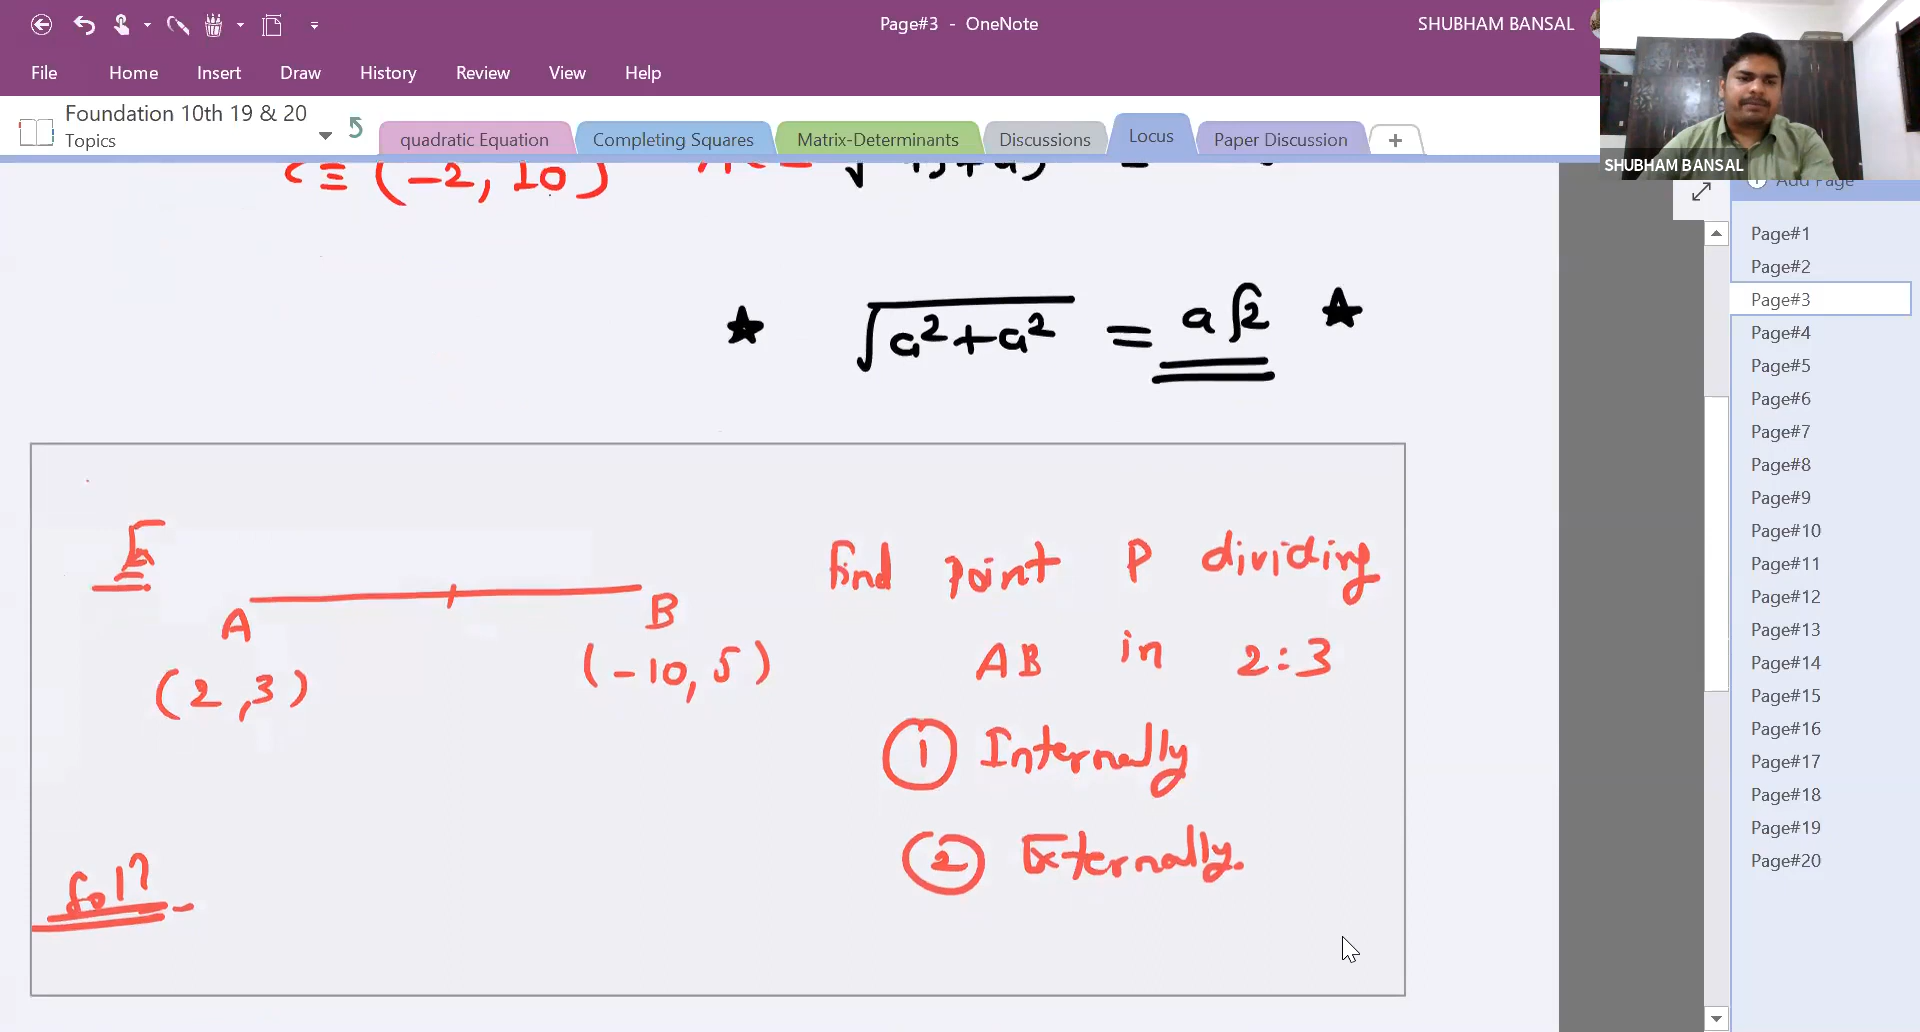 Page#3 - OneNote
SHUBHAM BANSAL
File Home Insert Draw History Review View Help
Foundation 10th 19 & 20
Topics
quadratic Equation Completing Squares Matrix-Determinants Discussions Locus Paper Discussion +
SHUBHAM BANSAL
Add Page
C ≡ (-2, 10)
★ √a²+a² = a√2 ★
Find point P dividing
A B
AB in 2:3
(2,3) (-10,5)
① Internally
② Externally.
Sol?
Page#1
Page#2
Page#3
Page#4
Page#5
Page#6
Page#7
Page#8
Page#9
Page#10
Page#11
Page#12
Page#13
Page#14
Page#15
Page#16
Page#17
Page#18
Page#19
Page#20